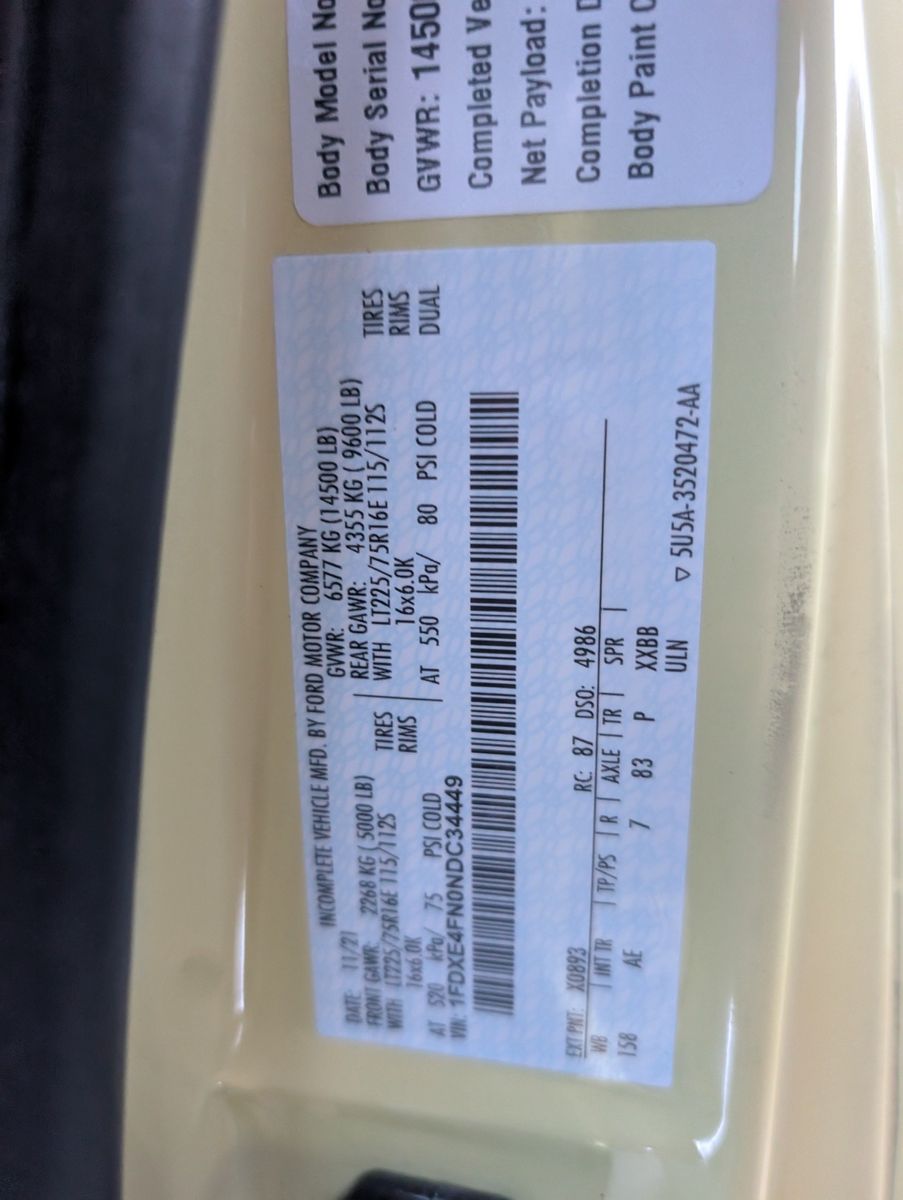 INCOMPLETE VEHICLE MFD. BY FORD MOTOR COMPANY
DATE: 11/21 GVWR: 6577 KG (14500 LB)
FRONT GAWR: 2268 KG ( 5000 LB) REAR GAWR: 4355 KG ( 9600 LB)
WITH LT225/75R16E 115/112S TIRES WITH LT225/75R16E 115/112S TIRES
16x6.0K RIMS 16x6.0K RIMS
AT 520 kPa/ 75 PSI COLD AT 550 kPa/ 80 PSI COLD DUAL
VIN: 1FDXE4FN0NDC34449
EXT PNT: X0893 RC: 87 DSO: 4986
WB | INT TR | TP/PS | R | AXLE | TR | SPR |
158 AE 7 83 P XXBB
ULN
▽ 5U5A-3520472-AA
Body Model No
Body Serial No
GVWR: 1450
Completed Ve
Net Payload:
Completion D
Body Paint C